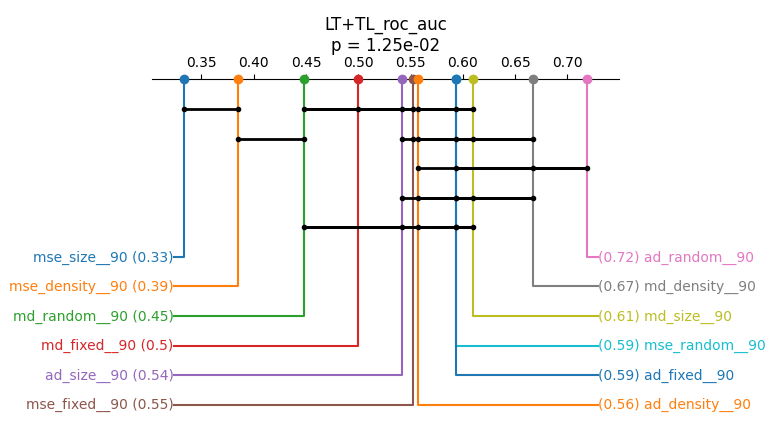 LT+TL_roc_auc
p = 1.25e-02
0.35 0.40 0.45 0.50 0.55 0.60 0.65 0.70
mse_size__90 (0.33)
(0.72) ad_random__90
mse_density__90 (0.39)
(0.67) md_density__90
md_random__90 (0.45)
(0.61) md_size__90
md_fixed__90 (0.5)
(0.59) mse_random__90
ad_size__90 (0.54)
(0.59) ad_fixed__90
mse_fixed__90 (0.55)
(0.56) ad_density__90